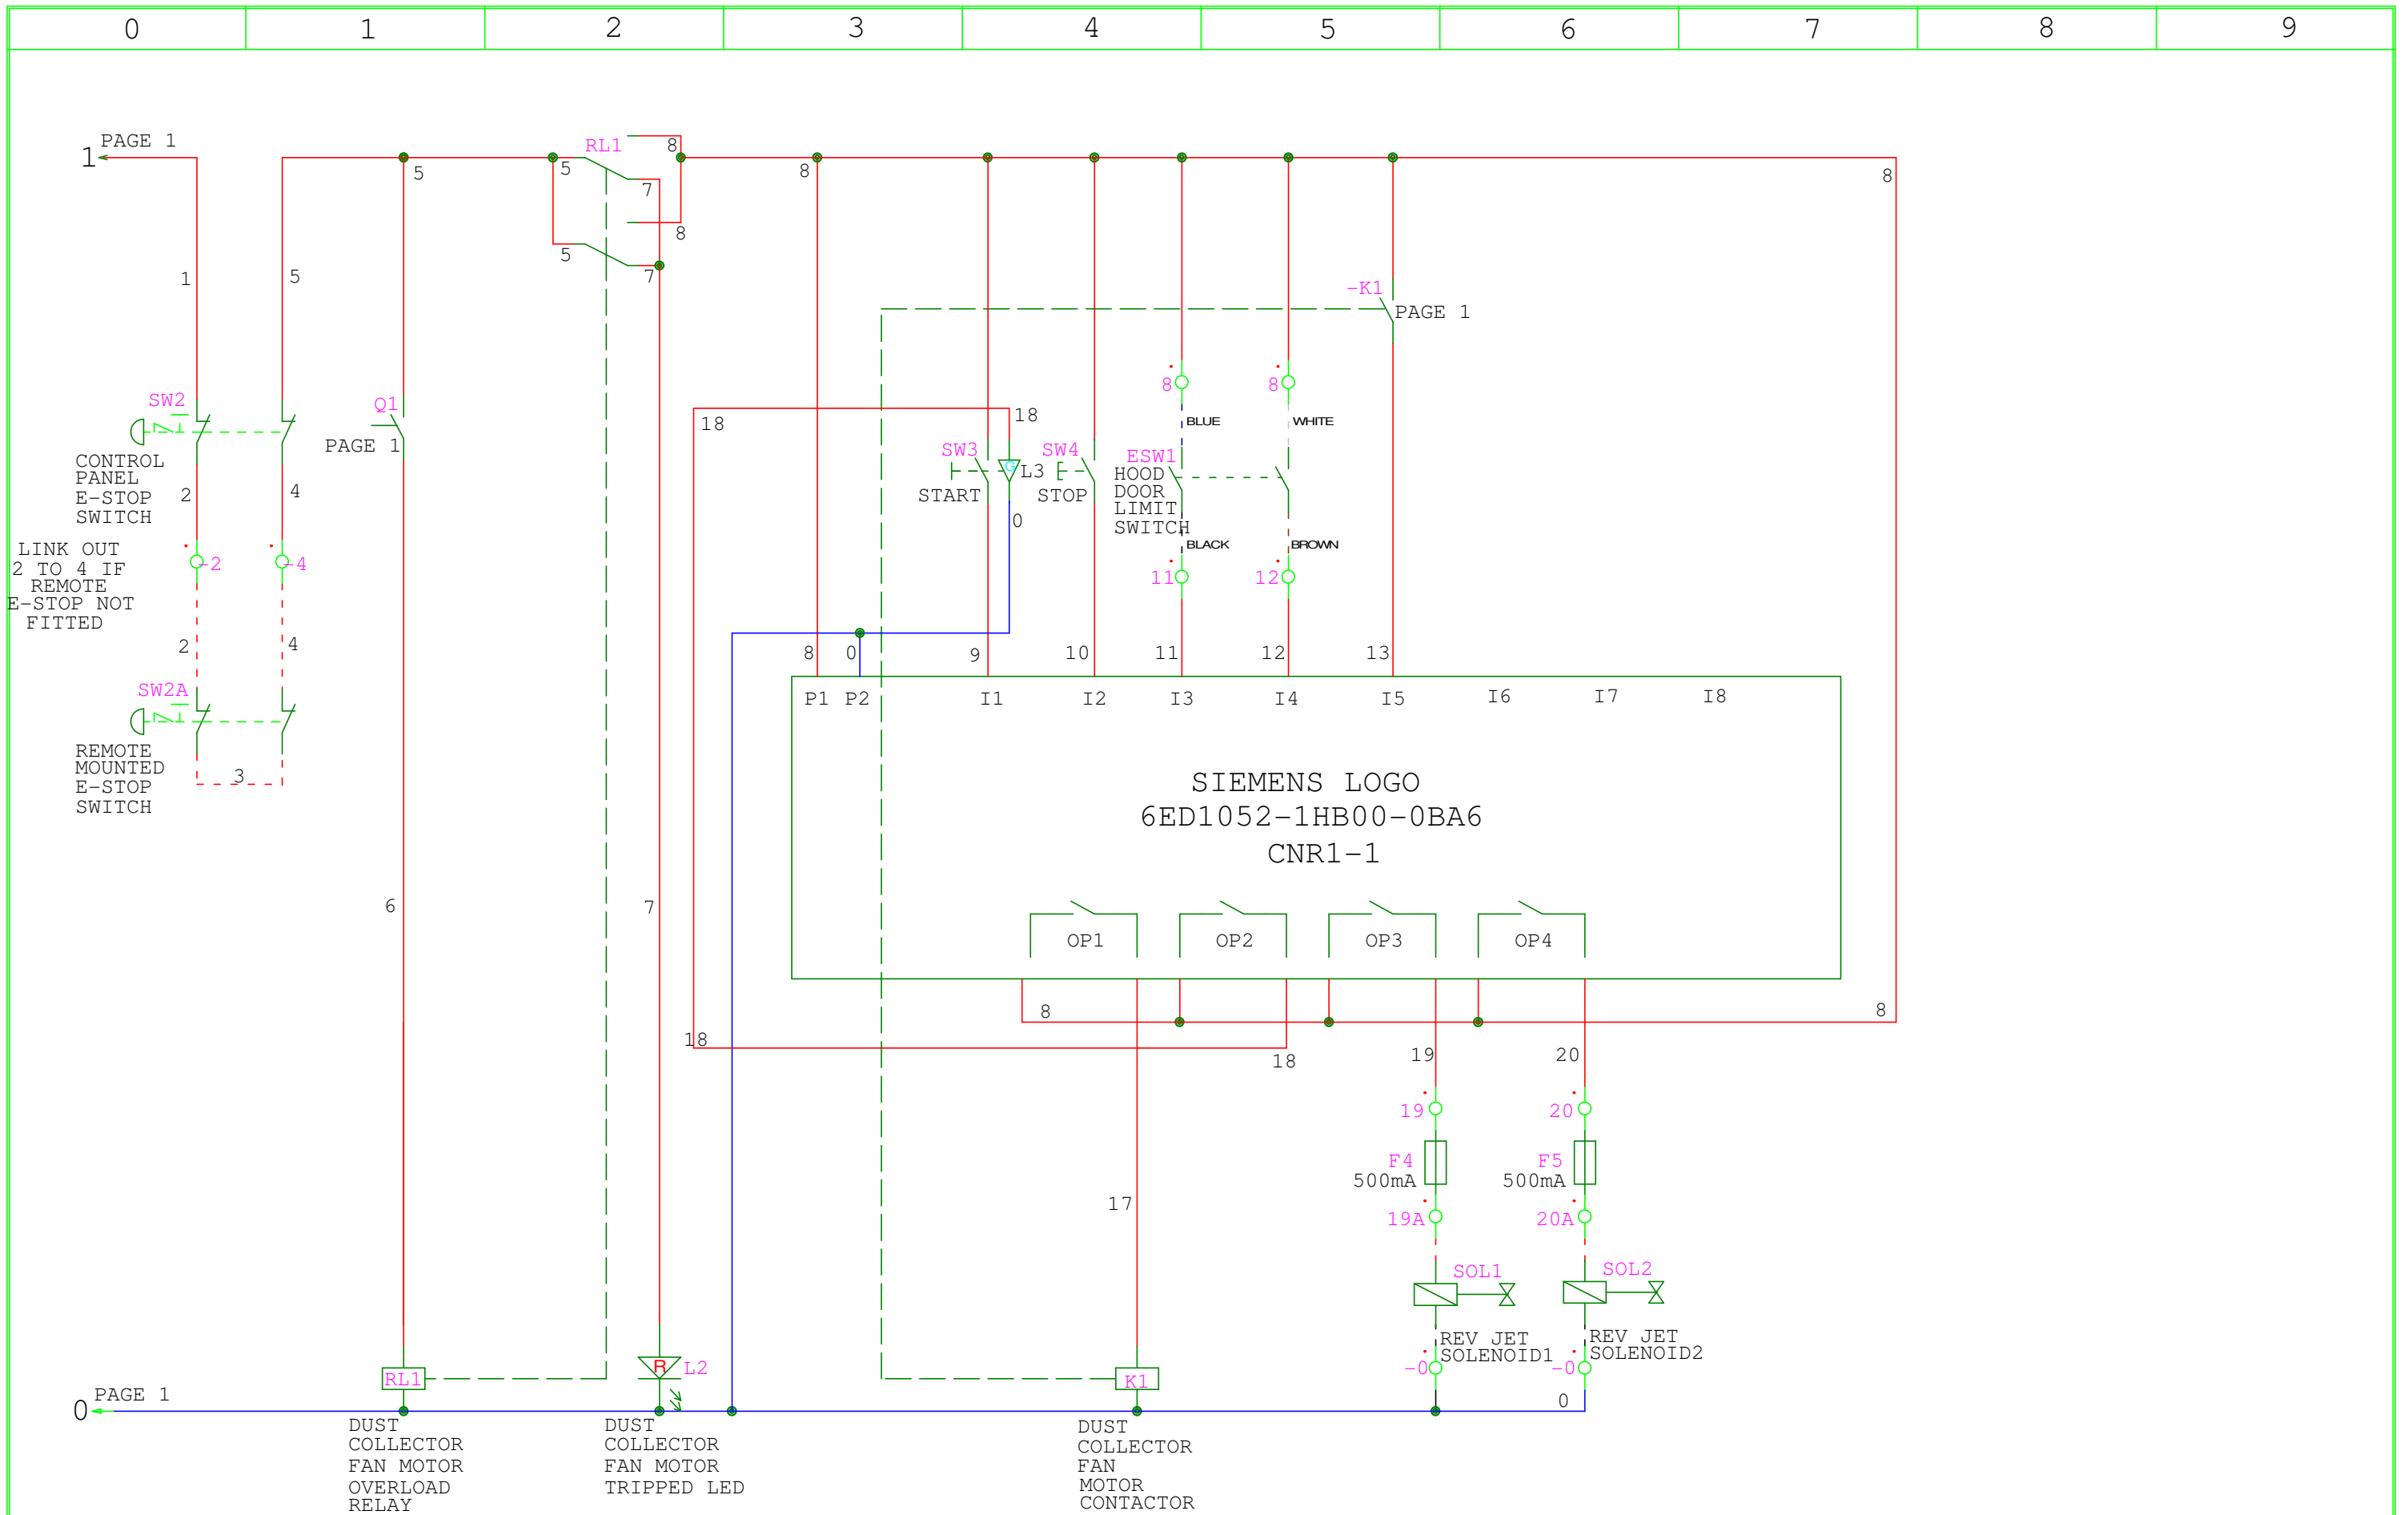 0 1 2 3 4 5 6 7 8 9
1 PAGE 1
RL1
8
5
5
7
8
8
8
5
7
1
5
-K1
PAGE 1
8
8
SW2
Q1
PAGE 1
18
18
BLUE
WHITE
CONTROL
PANEL
E-STOP
SWITCH
2
4
SW3
G
L3
START
SW4
STOP
ESW1
HOOD
DOOR
LIMIT
SWITCH
0
BLACK
BROWN
LINK OUT
2 TO 4 IF
REMOTE
E-STOP NOT
FITTED
-2
-4
11
12
2
4
8 0 9 10 11 12 13
SW2A
P1 P2 I1 I2 I3 I4 I5 I6 I7 I8
REMOTE
MOUNTED
E-STOP
SWITCH
3
SIEMENS LOGO
6ED1052-1HB00-0BA6
CNR1-1
6
7
OP1 OP2 OP3 OP4
8
8
18
18
19
20
19
20
F4
500mA
F5
500mA
17
19A
20A
SOL1
SOL2
REV JET
SOLENOID1
REV JET
SOLENOID2
-0
-0
RL1
R
L2
K1
0 PAGE 1
0
DUST
COLLECTOR
FAN MOTOR
OVERLOAD
RELAY
DUST
COLLECTOR
FAN MOTOR
TRIPPED LED
DUST
COLLECTOR
FAN
MOTOR
CONTACTOR